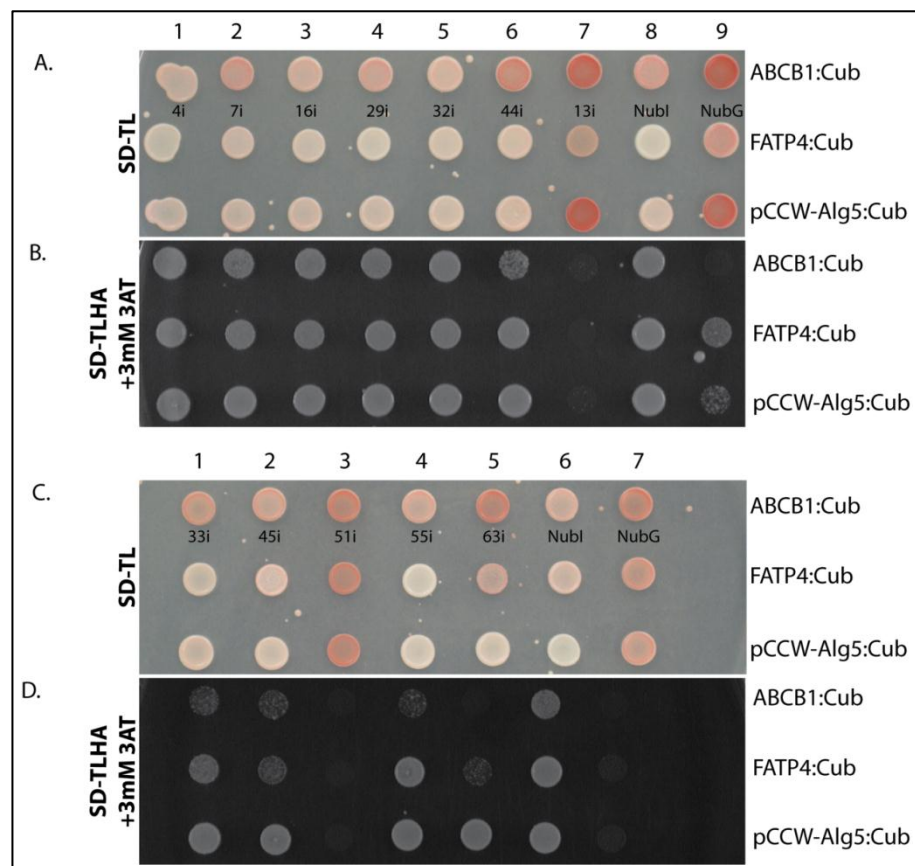 1 2 3 4 5 6 7 8 9
A.
SD-TL
ABCB1:Cub
4i 7i 16i 29i 32i 44i 13i NubI NubG
FATP4:Cub
pCCW-Alg5:Cub
B.
SD-TLHA
+3mM 3AT
ABCB1:Cub
FATP4:Cub
pCCW-Alg5:Cub
1 2 3 4 5 6 7
C.
SD-TL
ABCB1:Cub
33i 45i 51i 55i 63i NubI NubG
FATP4:Cub
pCCW-Alg5:Cub
D.
SD-TLHA
+3mM 3AT
ABCB1:Cub
FATP4:Cub
pCCW-Alg5:Cub